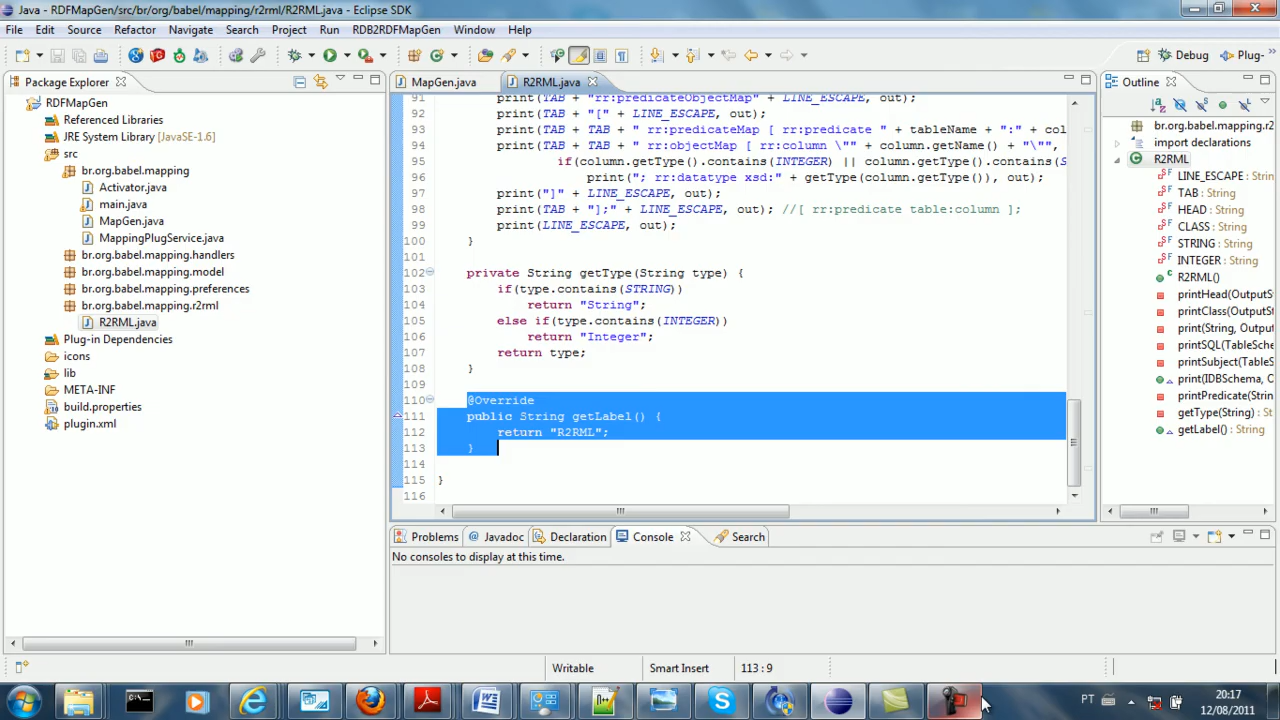 Java - RDFMapGen/src/br/org/babel/mapping/r2rml/R2RML.java - Eclipse SDK
File Edit Source Refactor Navigate Search Project Run RDB2RDFMapGen Window Help
Debug Plug-
Package Explorer
RDFMapGen
Referenced Libraries
JRE System Library [JavaSE-1.6]
src
br.org.babel.mapping
Activator.java
main.java
MapGen.java
MappingPlugService.java
br.org.babel.mapping.handlers
br.org.babel.mapping.model
br.org.babel.mapping.preferences
br.org.babel.mapping.r2rml
R2RML.java
Plug-in Dependencies
icons
lib
META-INF
build.properties
plugin.xml
MapGen.java R2RML.java
91 print(TAB + "rr:predicateObjectMap" + LINE_ESCAPE, out);
92 print(TAB + "[" + LINE_ESCAPE, out);
93 print(TAB + TAB + " rr:predicateMap [ rr:predicate " + tableName + ":" + col
94 print(TAB + TAB + " rr:objectMap [ rr:column \"" + column.getName() + "\"",
95 if(column.getType().contains(INTEGER) || column.getType().contains(S
96 print("; rr:datatype xsd:" + getType(column.getType()), out);
97 print("]" + LINE_ESCAPE, out);
98 print(TAB + "];" + LINE_ESCAPE, out); //[ rr:predicate table:column ];
99 print(LINE_ESCAPE, out);
100 }
101
102 private String getType(String type) {
103 if(type.contains(STRING))
104 return "String";
105 else if(type.contains(INTEGER))
106 return "Integer";
107 return type;
108 }
109
110 @Override
111 public String getLabel() {
112 return "R2RML";
113 }
114
115 }
116
Outline
br.org.babel.mapping.r
import declarations
R2RML
LINE_ESCAPE : String
TAB : String
HEAD : String
CLASS : String
STRING : String
INTEGER : String
R2RML()
printHead(OutputS
printClass(OutputS
print(String, Outpu
printSQL(TableSche
printSubject(TableS
print(IDBSchema, C
printPredicate(Strin
getType(String) : St
getLabel() : String
Problems @ Javadoc Declaration Console Search
No consoles to display at this time.
Writable Smart Insert 113 : 9
PT 20:17
12/08/2011